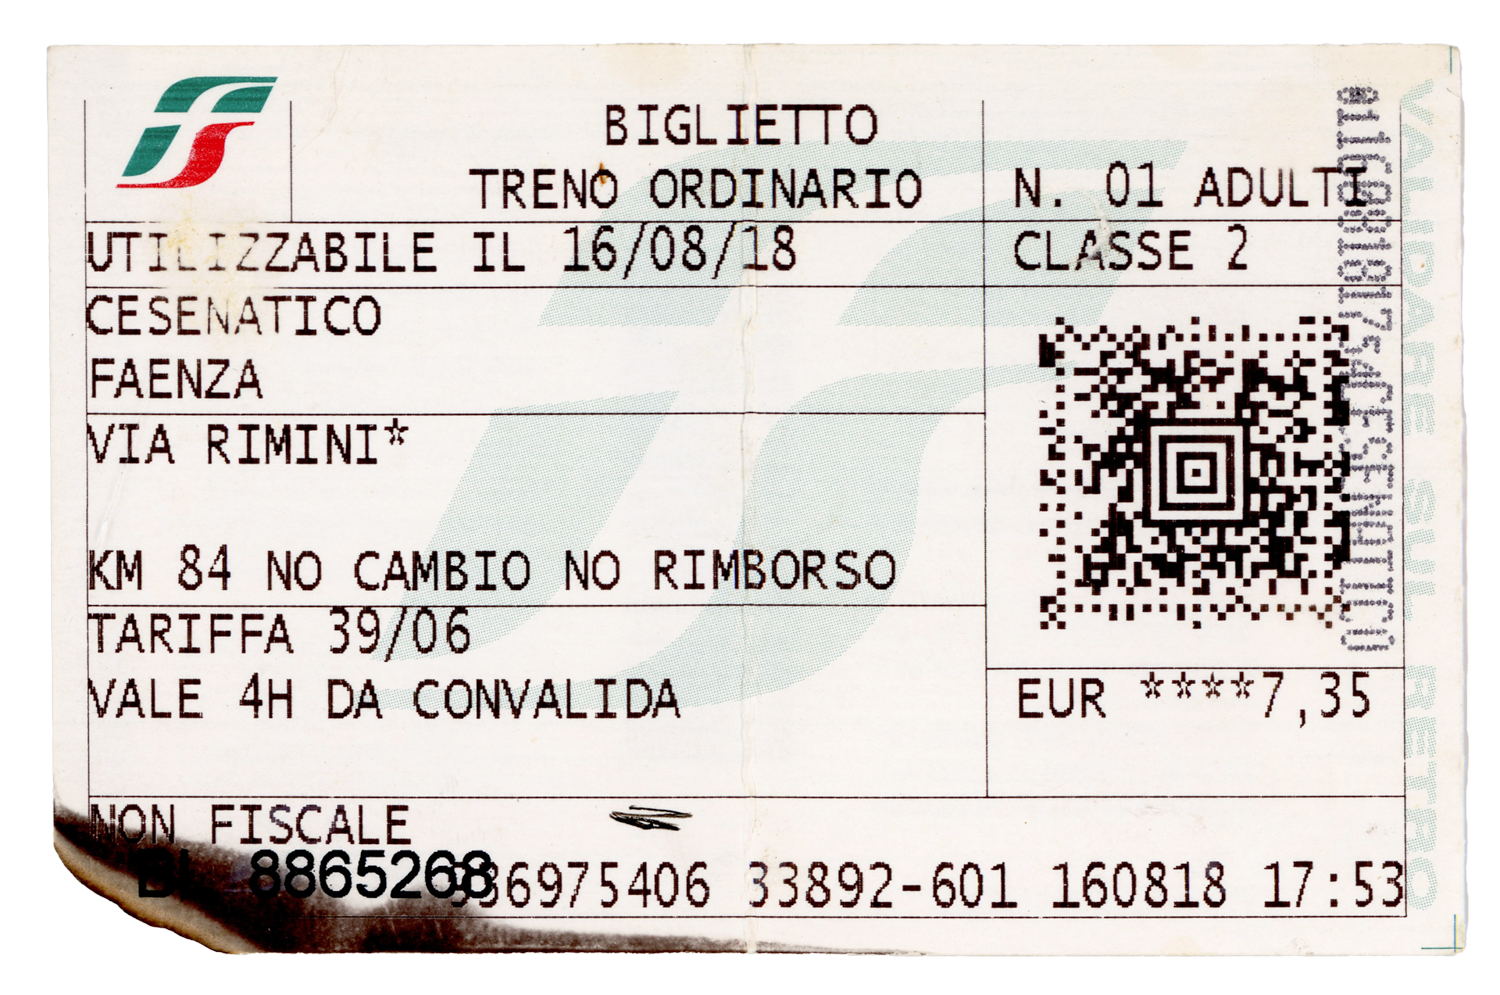 BIGLIETTO
TRENO ORDINARIO
N. 01 ADULTI
UTILIZZABILE IL 16/08/18
CLASSE 2
CESENATICO
FAENZA
VIA RIMINI*
KM 84 NO CAMBIO NO RIMBORSO
TARIFFA 39/06
VALE 4H DA CONVALIDA
EUR ****7,35
NON FISCALE
BL 8865268
36975406 33892-601 160818 17:53
VALIDARE SUL RETRO
CESENATICO